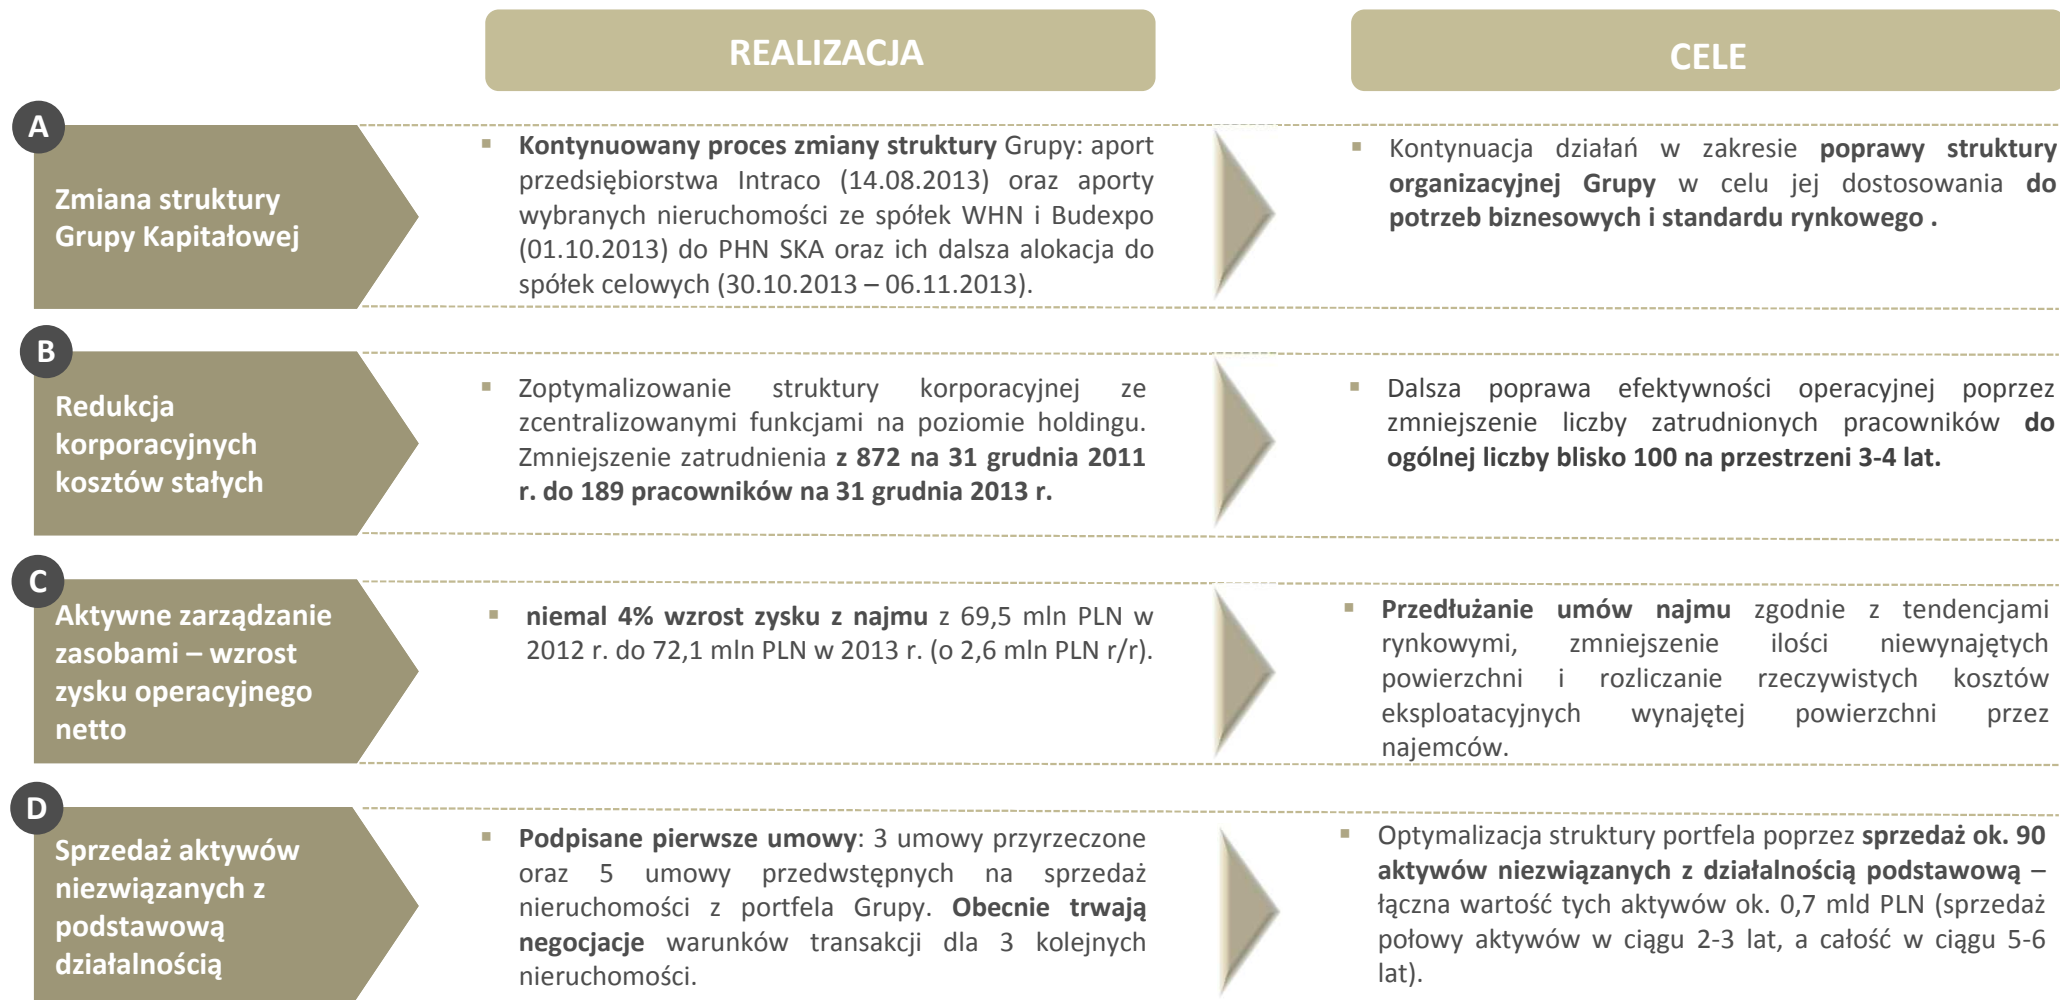 REALIZACJA
CELE
A
Zmiana struktury
Grupy Kapitałowej
▪ Kontynuowany proces zmiany struktury Grupy: aport
przedsiębiorstwa Intraco (14.08.2013) oraz aporty
wybranych nieruchomości ze spółek WHN i Budexpo
(01.10.2013) do PHN SKA oraz ich dalsza alokacja do
spółek celowych (30.10.2013 – 06.11.2013).
▪ Kontynuacja działań w zakresie poprawy struktury
organizacyjnej Grupy w celu jej dostosowania do
potrzeb biznesowych i standardu rynkowego .
B
Redukcja
korporacyjnych
kosztów stałych
▪ Zoptymalizowanie struktury korporacyjnej ze
zcentralizowanymi funkcjami na poziomie holdingu.
Zmniejszenie zatrudnienia z 872 na 31 grudnia 2011
r. do 189 pracowników na 31 grudnia 2013 r.
▪ Dalsza poprawa efektywności operacyjnej poprzez
zmniejszenie liczby zatrudnionych pracowników do
ogólnej liczby blisko 100 na przestrzeni 3-4 lat.
C
Aktywne zarządzanie
zasobami – wzrost
zysku operacyjnego
netto
▪ niemal 4% wzrost zysku z najmu z 69,5 mln PLN w
2012 r. do 72,1 mln PLN w 2013 r. (o 2,6 mln PLN r/r).
▪ Przedłużanie umów najmu zgodnie z tendencjami
rynkowymi, zmniejszenie ilości niewynajętych
powierzchni i rozliczanie rzeczywistych kosztów
eksploatacyjnych wynajętej powierzchni przez
najemców.
D
Sprzedaż aktywów
niezwiązanych z
podstawową
działalnością
▪ Podpisane pierwsze umowy: 3 umowy przyrzeczone
oraz 5 umowy przedwstępnych na sprzedaż
nieruchomości z portfela Grupy. Obecnie trwają
negocjacje warunków transakcji dla 3 kolejnych
nieruchomości.
▪ Optymalizacja struktury portfela poprzez sprzedaż ok. 90
aktywów niezwiązanych z działalnością podstawową –
łączna wartość tych aktywów ok. 0,7 mld PLN (sprzedaż
połowy aktywów w ciągu 2-3 lat, a całość w ciągu 5-6
lat).